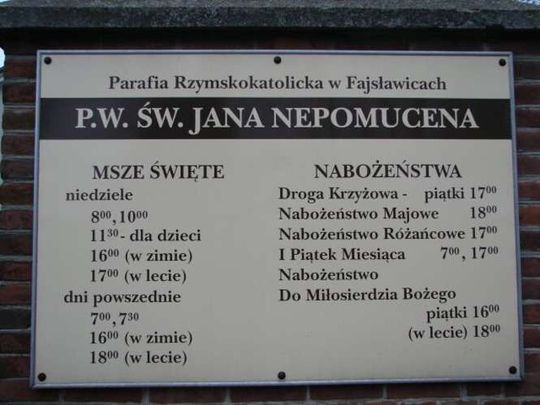 Parafia Rzymskokatolicka w Fajsławicach
P.W. ŚW. JANA NEPOMUCENA
MSZE ŚWIĘTE
niedziele
8⁰⁰, 10⁰⁰
11³⁰ - dla dzieci
16⁰⁰ (w zimie)
17⁰⁰ (w lecie)
dni powszednie
7⁰⁰, 7³⁰
16⁰⁰ (w zimie)
18⁰⁰ (w lecie)
NABOŻEŃSTWA
Droga Krzyżowa - piątki 17⁰⁰
Nabożeństwo Majowe 18⁰⁰
Nabożeństwo Różańcowe 17⁰⁰
I Piątek Miesiąca 7⁰⁰, 17⁰⁰
Nabożeństwo
Do Miłosierdzia Bożego
piątki 16⁰⁰
(w lecie) 18⁰⁰